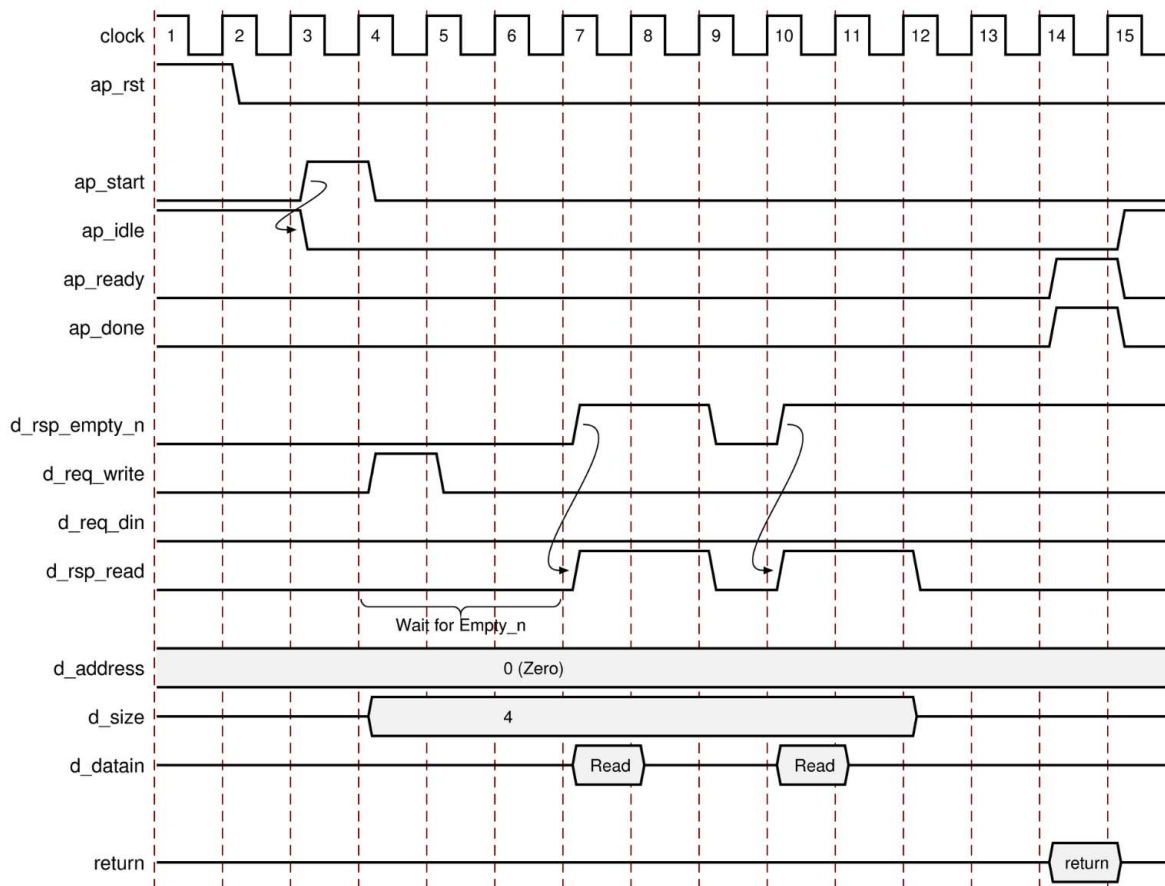 clock 1 2 3 4 5 6 7 8 9 10 11 12 13 14 15
ap_rst
ap_start
ap_idle
ap_ready
ap_done
d_rsp_empty_n
d_req_write
d_req_din
d_rsp_read
Wait for Empty_n
d_address 0 (Zero)
d_size 4
d_datain Read Read
return return